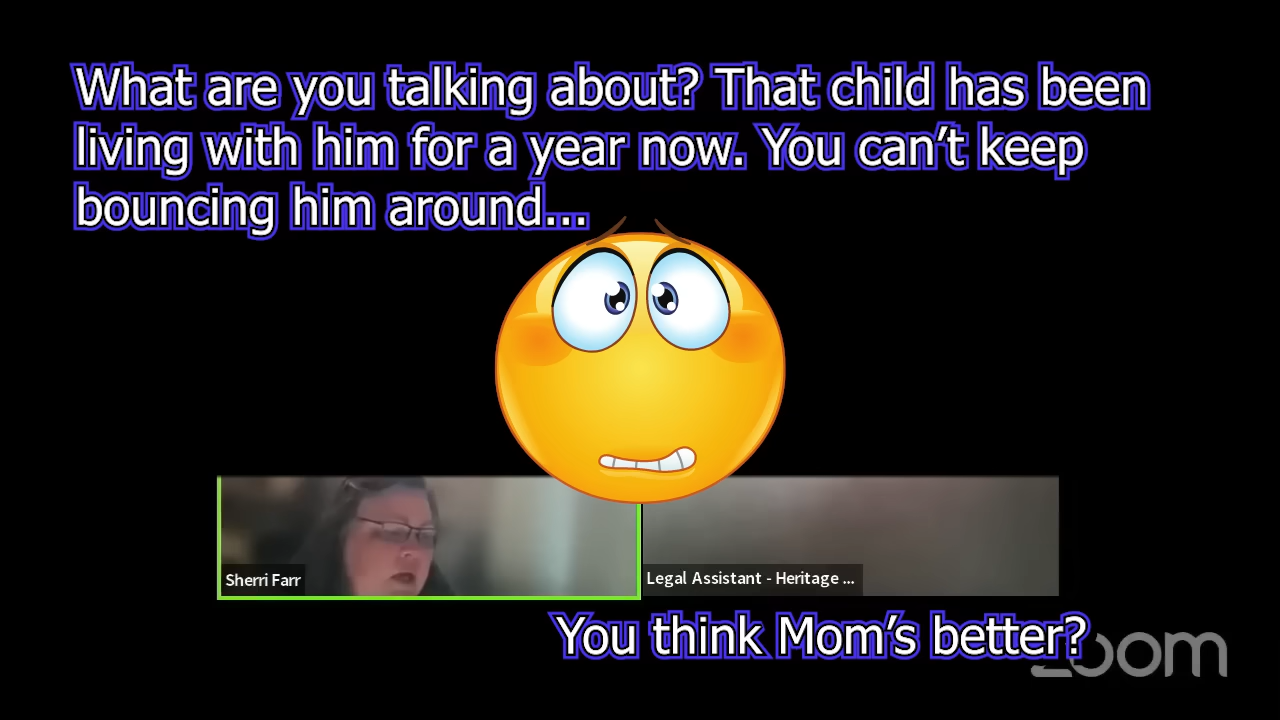 What are you talking about? That child has been
living with him for a year now. You can’t keep
bouncing him around...
Sherri Farr
Legal Assistant - Heritage ...
You think Mom’s better?
zoom